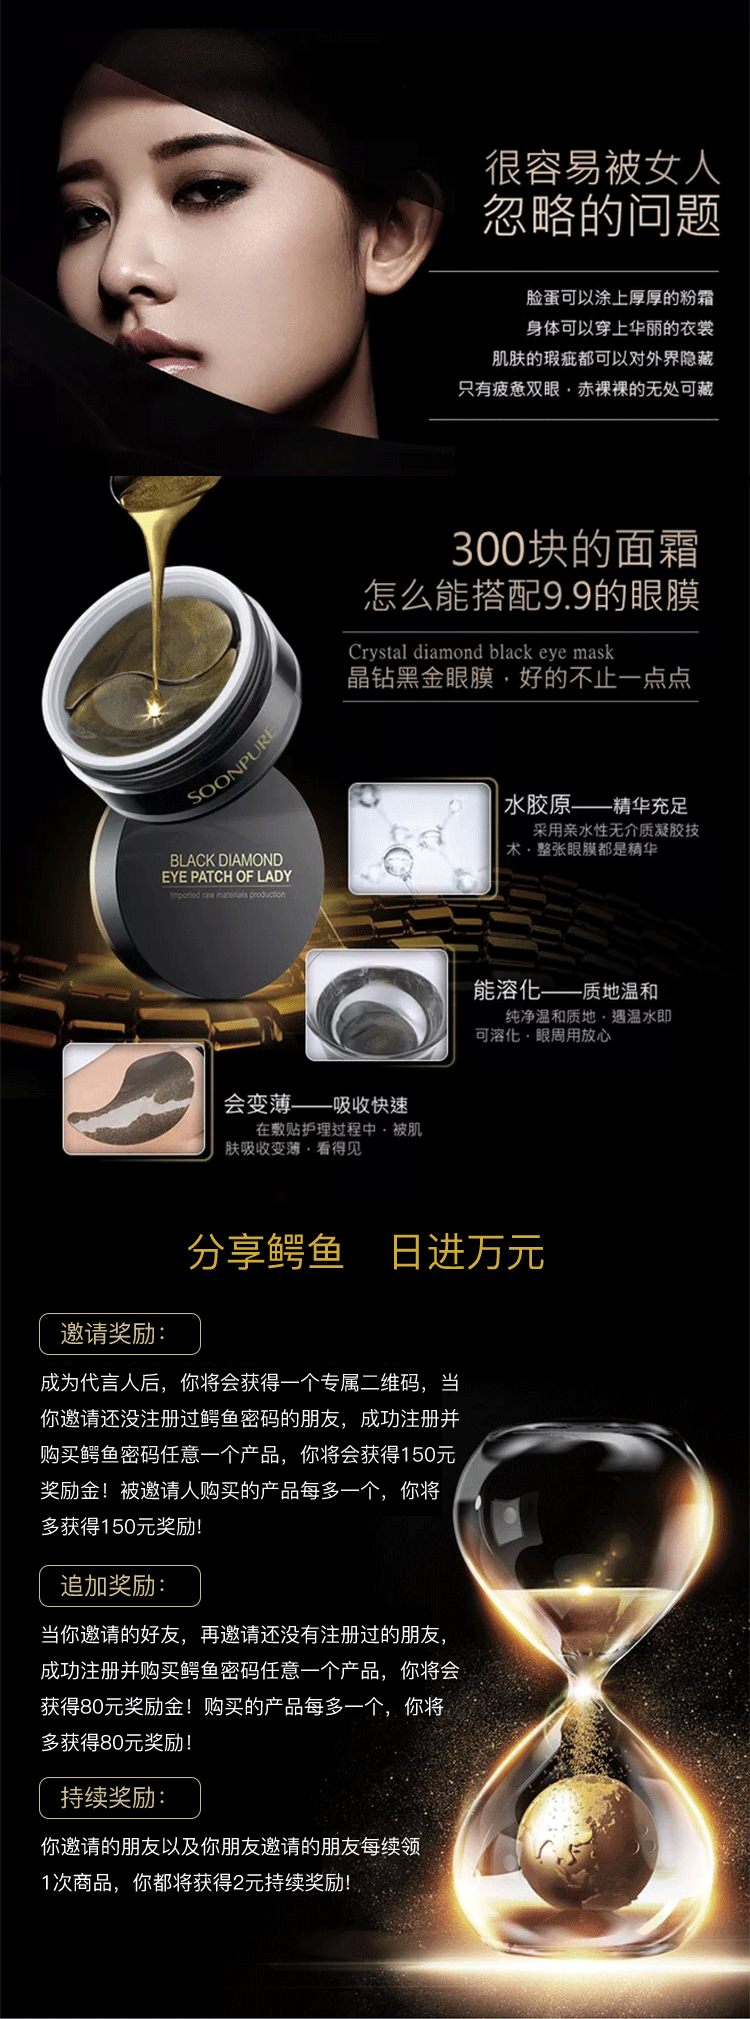 很容易被女人
忽略的问题
脸蛋可以涂上厚厚的粉霜
身体可以穿上华丽的衣裳
肌肤的瑕疵都可以对外界隐藏
只有疲惫双眼·赤裸裸的无处可藏
300块的面霜
怎么能搭配9.9的眼膜
Crystal diamond black eye mask
晶钻黑金眼膜·好的不止一点点
SOONPURE
BLACK DIAMOND
EYE PATCH OF LADY
Imported raw materials production
水胶原——精华充足
采用亲水性无介质凝胶技
术·整张眼膜都是精华
能溶化——质地温和
纯净温和质地·遇温水即
可溶化·眼周用放心
会变薄——吸收快速
在敷贴护理过程中·被肌
肤吸收变薄·看得见
分享鳄鱼 日进万元
邀请奖励：
成为代言人后，你将会获得一个专属二维码，当
你邀请还没注册过鳄鱼密码的朋友，成功注册并
购买鳄鱼密码任意一个产品，你将会获得150元
奖励金！被邀请人购买的产品每多一个，你将
多获得150元奖励!
追加奖励：
当你邀请的好友，再邀请还没有注册过的朋友，
成功注册并购买鳄鱼密码任意一个产品，你将会
获得80元奖励金！购买的产品每多一个，你将
多获得80元奖励！
持续奖励：
你邀请的朋友以及你朋友邀请的朋友每续领
1次商品，你都将获得2元持续奖励!